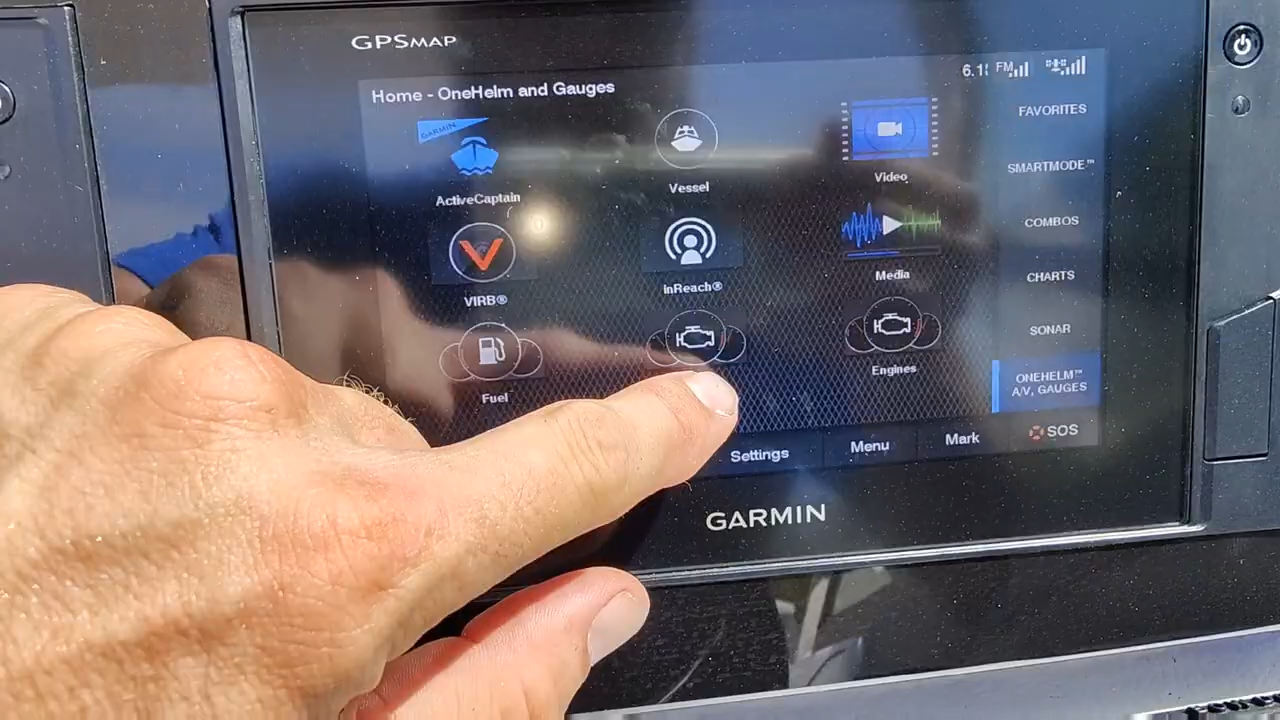 GPSMAP
Home - OneHelm and Gauges
FM
FAVORITES
GARMIN
ActiveCaptain
Vessel
Video
SMARTMODE™
COMBOS
VIRB®
inReach®
Media
CHARTS
SONAR
Fuel
Engines
ONEHELM™
A/V, GAUGES
Settings
Menu
Mark
SOS
GARMIN